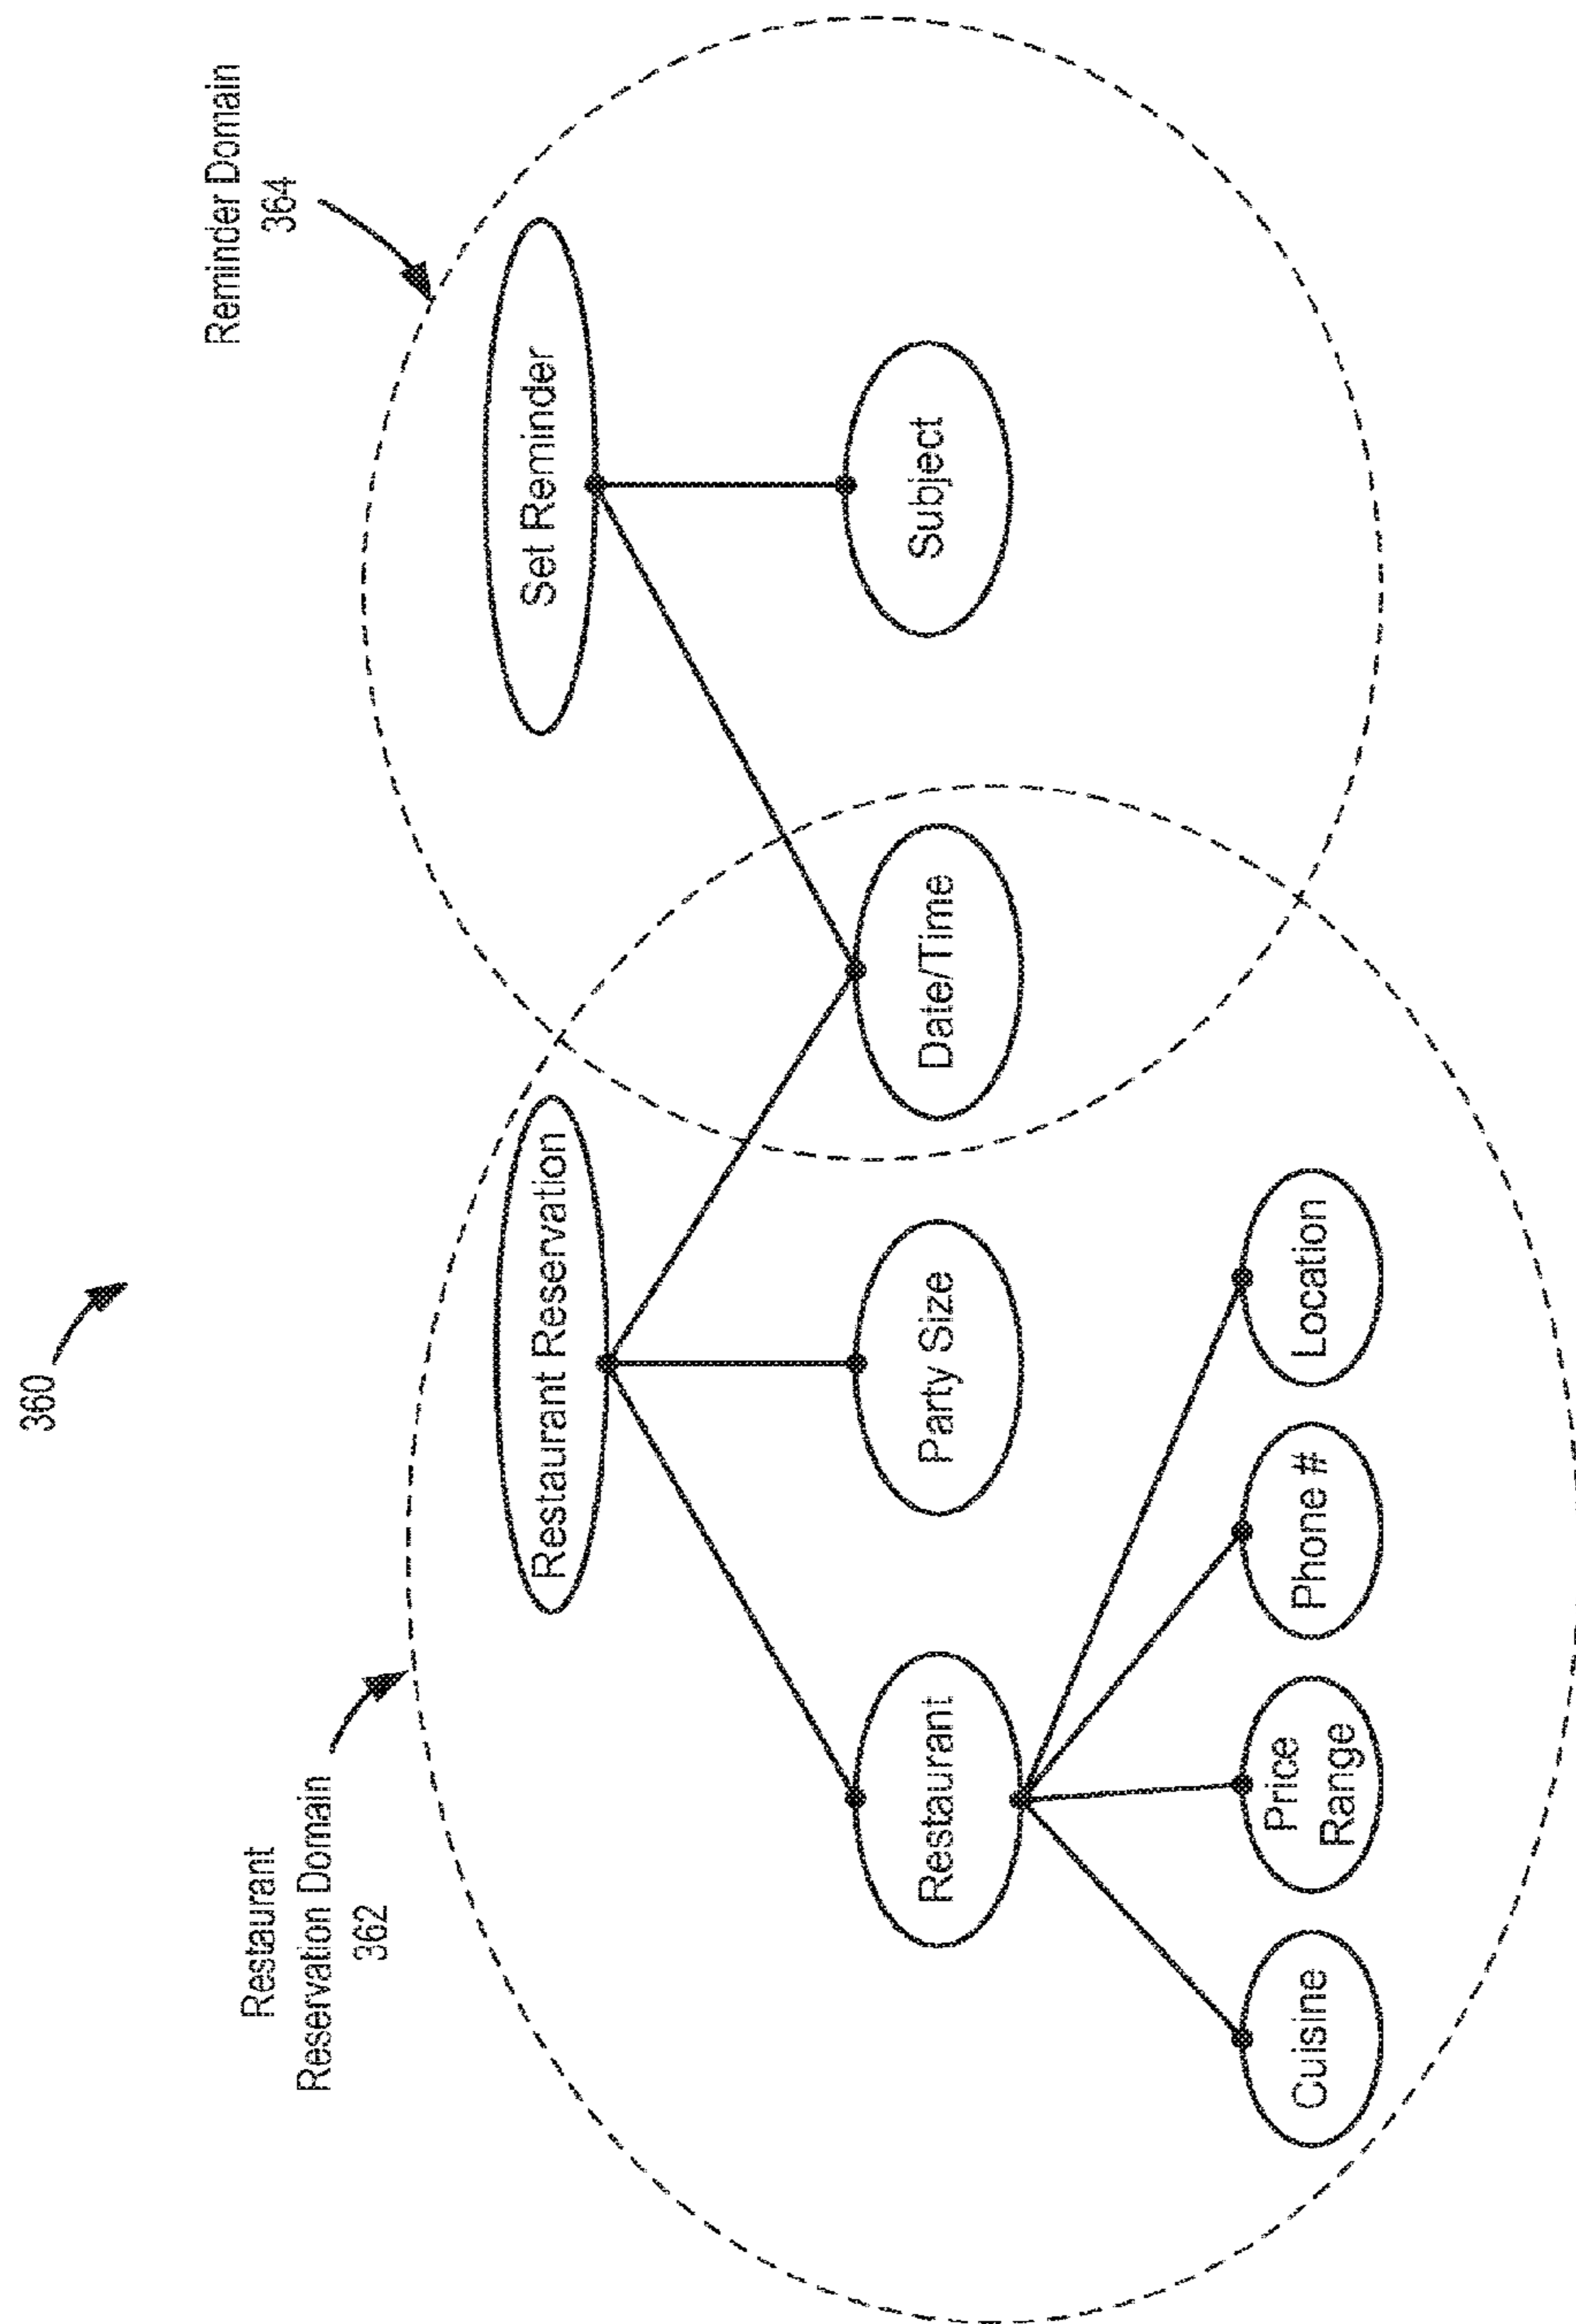 360
Restaurant
Reservation Domain
362
Reminder Domain
364
Restaurant Reservation
Set Reminder
Restaurant
Party Size
Date/Time
Subject
Cuisine
Price
Range
Phone #
Location